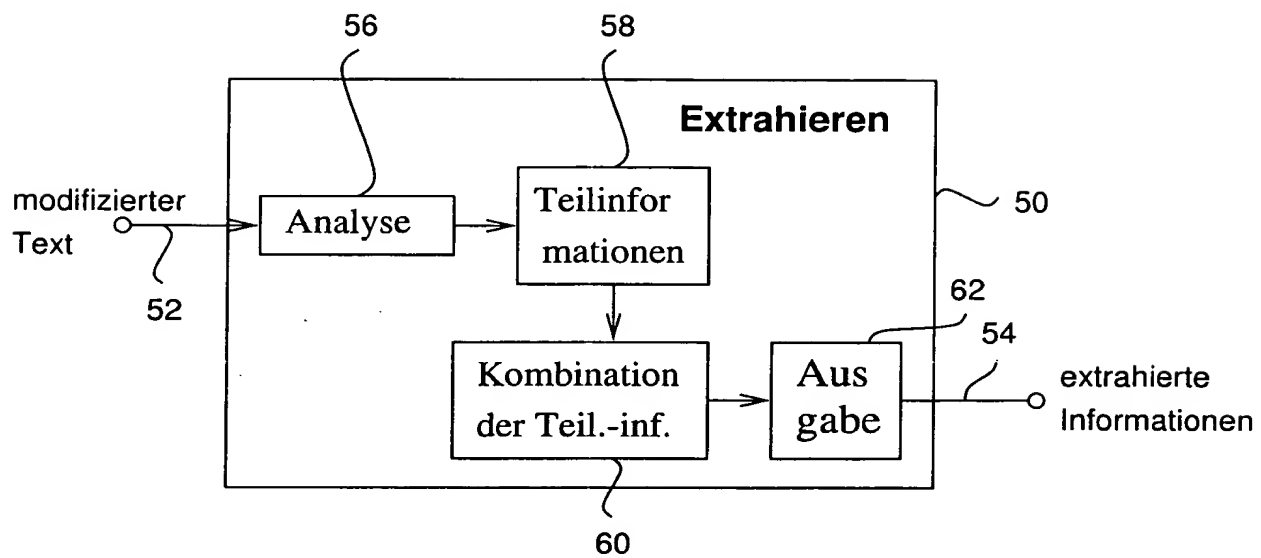 56
58
Extrahieren
modifizierter
Text
52
Analyse
Teilinfor
mationen
50
62
54
Kombination
der Teil.-inf.
Aus
gabe
extrahierte
Informationen
60